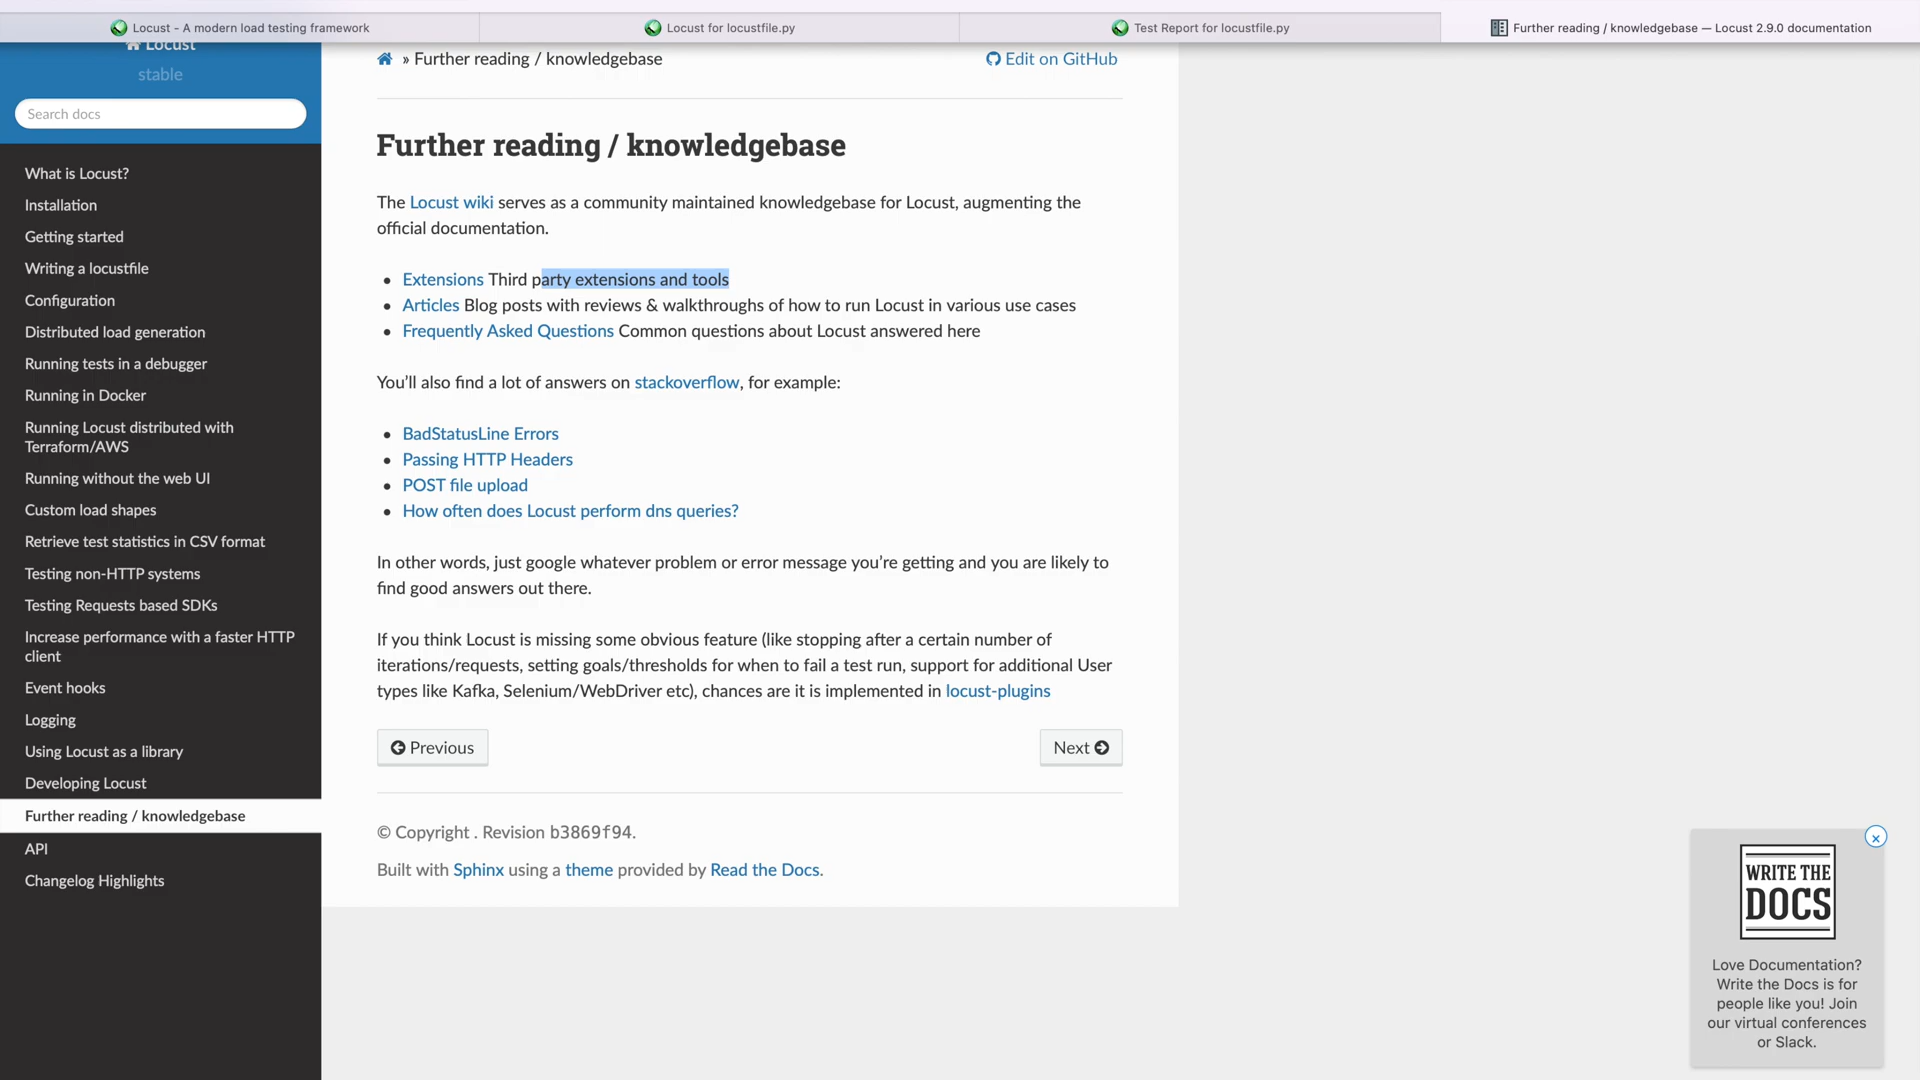 Locust - A modern load testing framework
Locust for locustfile.py
Test Report for locustfile.py
Further reading / knowledgebase — Locust 2.9.0 documentation
Locust
stable
Search docs
What is Locust?
Installation
Getting started
Writing a locustfile
Configuration
Distributed load generation
Running tests in a debugger
Running in Docker
Running Locust distributed with
Terraform/AWS
Running without the web UI
Custom load shapes
Retrieve test statistics in CSV format
Testing non-HTTP systems
Testing Requests based SDKs
Increase performance with a faster HTTP
client
Event hooks
Logging
Using Locust as a library
Developing Locust
Further reading / knowledgebase
API
Changelog Highlights
» Further reading / knowledgebase
Edit on GitHub
Further reading / knowledgebase
The Locust wiki serves as a community maintained knowledgebase for Locust, augmenting the
official documentation.
• Extensions Third party extensions and tools
• Articles Blog posts with reviews & walkthroughs of how to run Locust in various use cases
• Frequently Asked Questions Common questions about Locust answered here
You’ll also find a lot of answers on stackoverflow, for example:
• BadStatusLine Errors
• Passing HTTP Headers
• POST file upload
• How often does Locust perform dns queries?
In other words, just google whatever problem or error message you’re getting and you are likely to
find good answers out there.
If you think Locust is missing some obvious feature (like stopping after a certain number of
iterations/requests, setting goals/thresholds for when to fail a test run, support for additional User
types like Kafka, Selenium/WebDriver etc), chances are it is implemented in locust-plugins
Previous
Next
© Copyright . Revision b3869f94.
Built with Sphinx using a theme provided by Read the Docs.
WRITE THE
DOCS
Love Documentation?
Write the Docs is for
people like you! Join
our virtual conferences
or Slack.